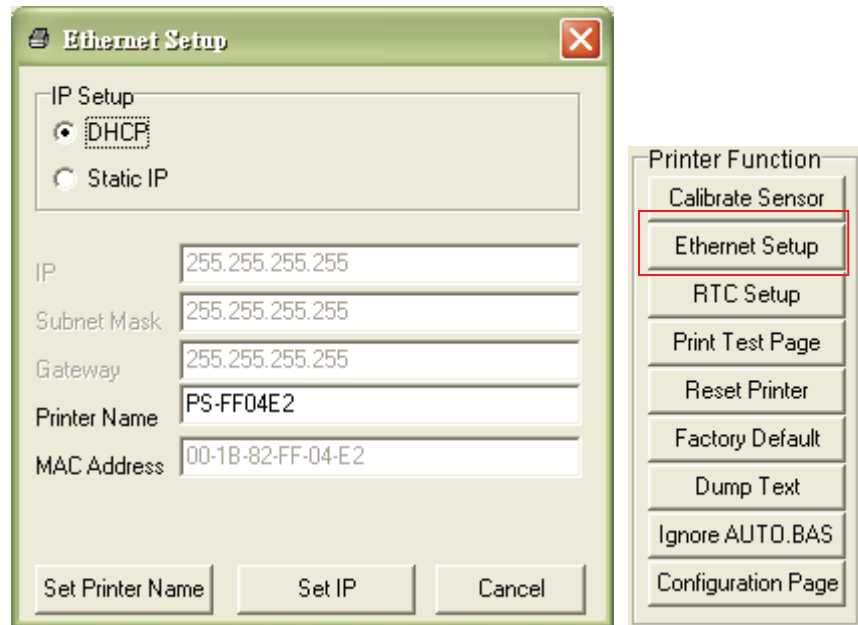 Ethernet Setup
IP Setup
DHCP
Static IP
IP 255.255.255.255
Subnet Mask 255.255.255.255
Gateway 255.255.255.255
Printer Name PS-FF04E2
MAC Address 00-1B-82-FF-04-E2
Set Printer Name Set IP Cancel
Printer Function
Calibrate Sensor
Ethernet Setup
RTC Setup
Print Test Page
Reset Printer
Factory Default
Dump Text
Ignore AUTO.BAS
Configuration Page